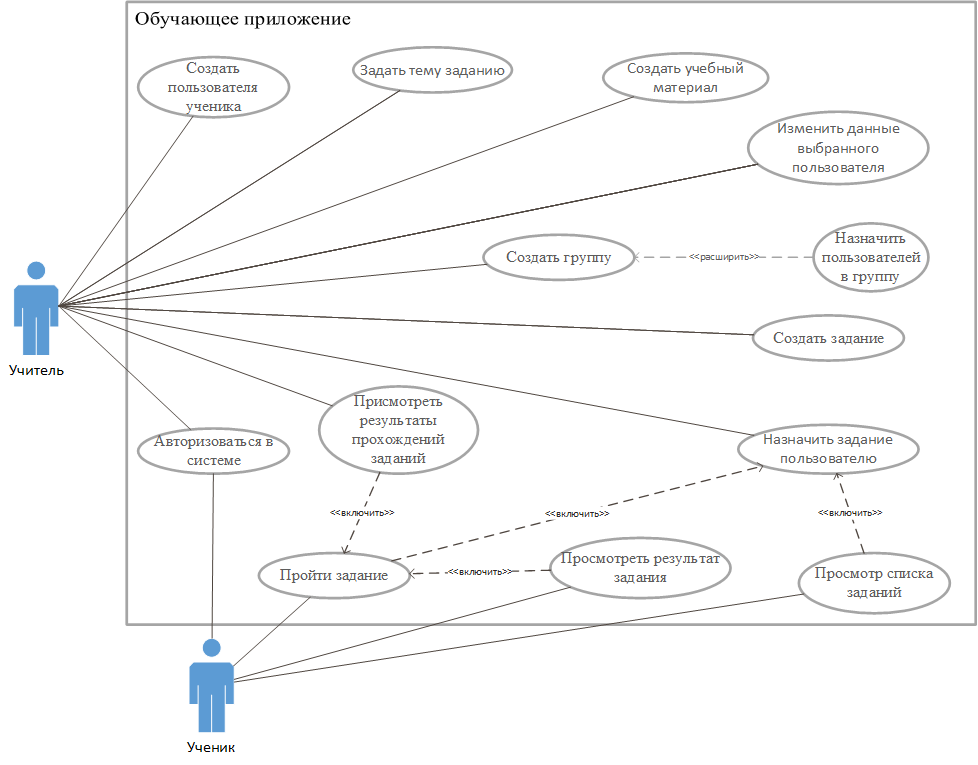 Обучающее приложение
Создать
пользователя
ученика
Задать тему заданию
Создать учебный
материал
Изменить данные
выбранного
пользователя
Создать группу
<<расширить>>
Назначить
пользователей
в группу
Учитель
Создать задание
Присмотреть
результаты
прохождений
заданий
Авторизоваться в
системе
Назначить задание
пользователю
<<включить>>
<<включить>>
<<включить>>
Пройти задание
<<включить>>
Просмотреть результат
задания
Просмотр списка
заданий
Ученик